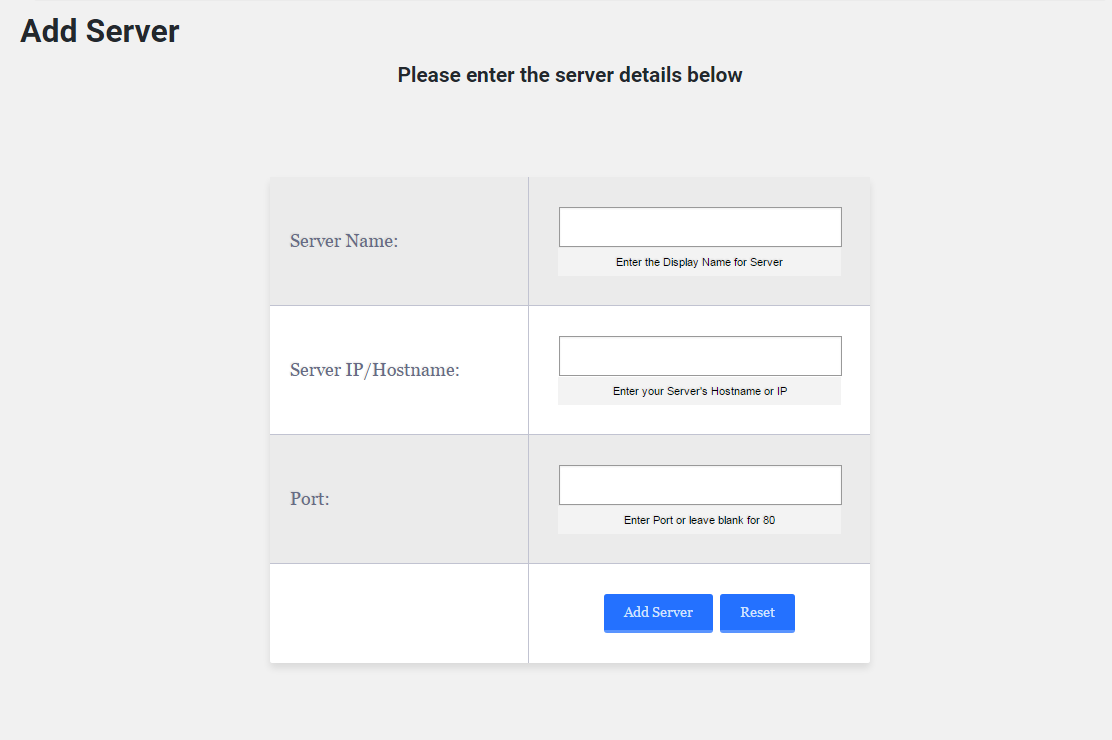 Add Server
Please enter the server details below
Server Name:
Enter the Display Name for Server
Server IP/Hostname:
Enter your Server's Hostname or IP
Port:
Enter Port or leave blank for 80
Add Server
Reset